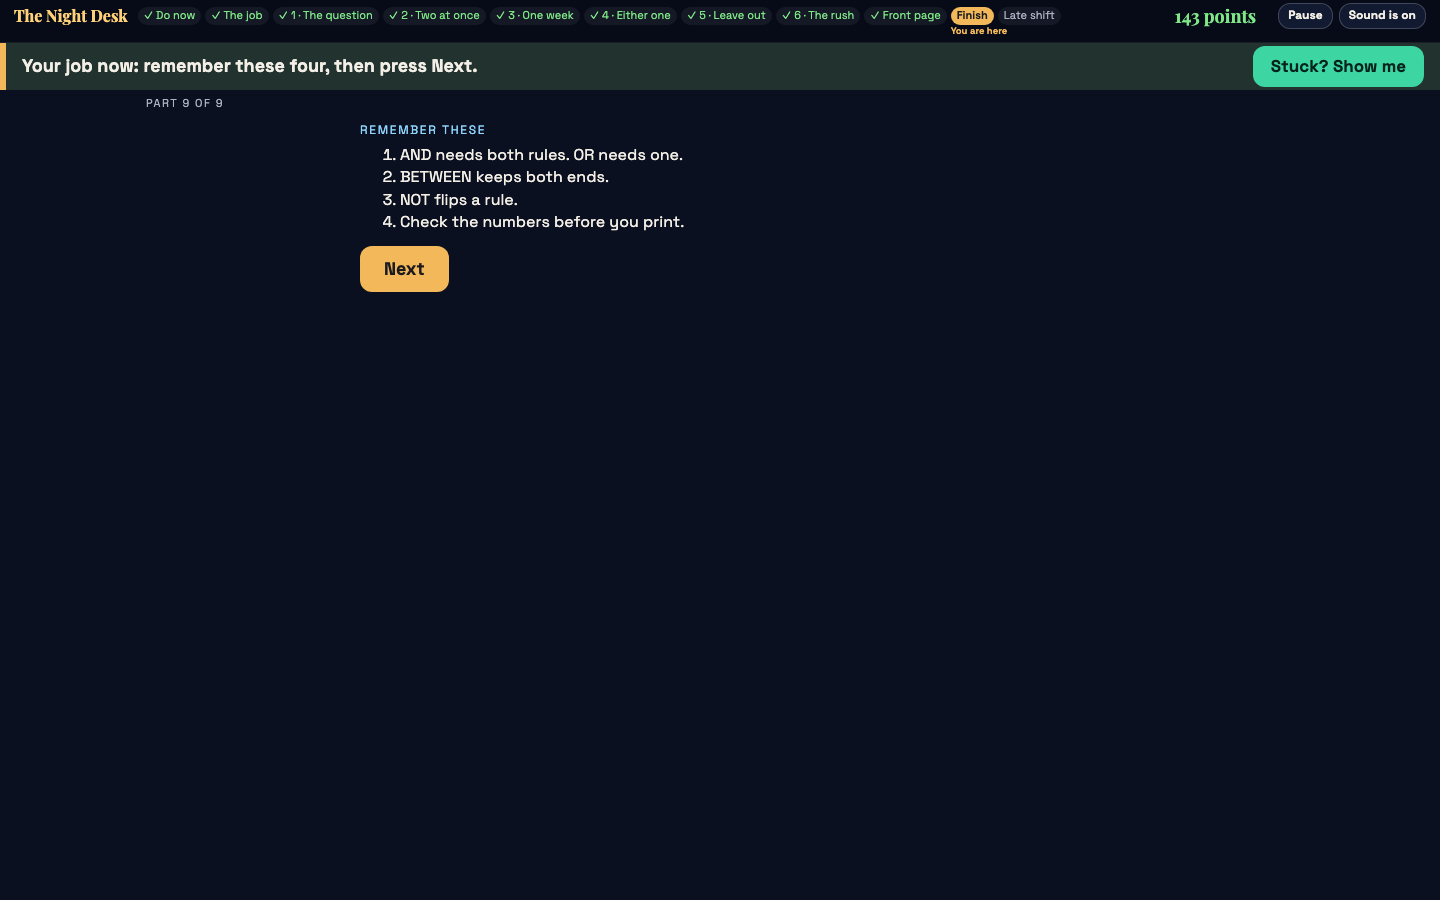 The Night Desk
✓ Do now
✓ The job
✓ 1 · The question
✓ 2 · Two at once
✓ 3 · One week
✓ 4 · Either one
✓ 5 · Leave out
✓ 6 · The rush
✓ Front page
Finish
Late shift
You are here
143 points
Pause
Sound is on
Your job now: remember these four, then press Next.
Stuck? Show me
PART 9 OF 9
REMEMBER THESE
1. AND needs both rules. OR needs one.
2. BETWEEN keeps both ends.
3. NOT flips a rule.
4. Check the numbers before you print.
Next